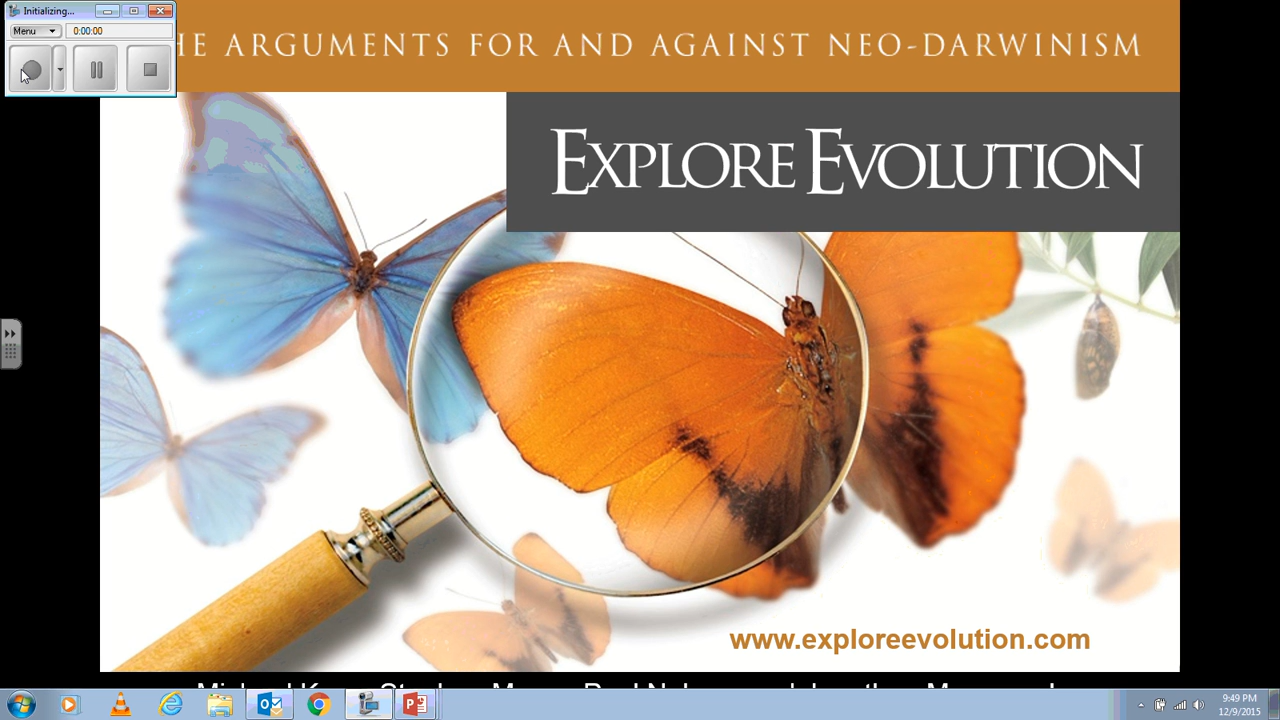 Initializing...
Menu
0:00:00
HE ARGUMENTS FOR AND AGAINST NEO-DARWINISM
EXPLORE EVOLUTION
www.exploreevolution.com
9:49 PM
12/9/2015